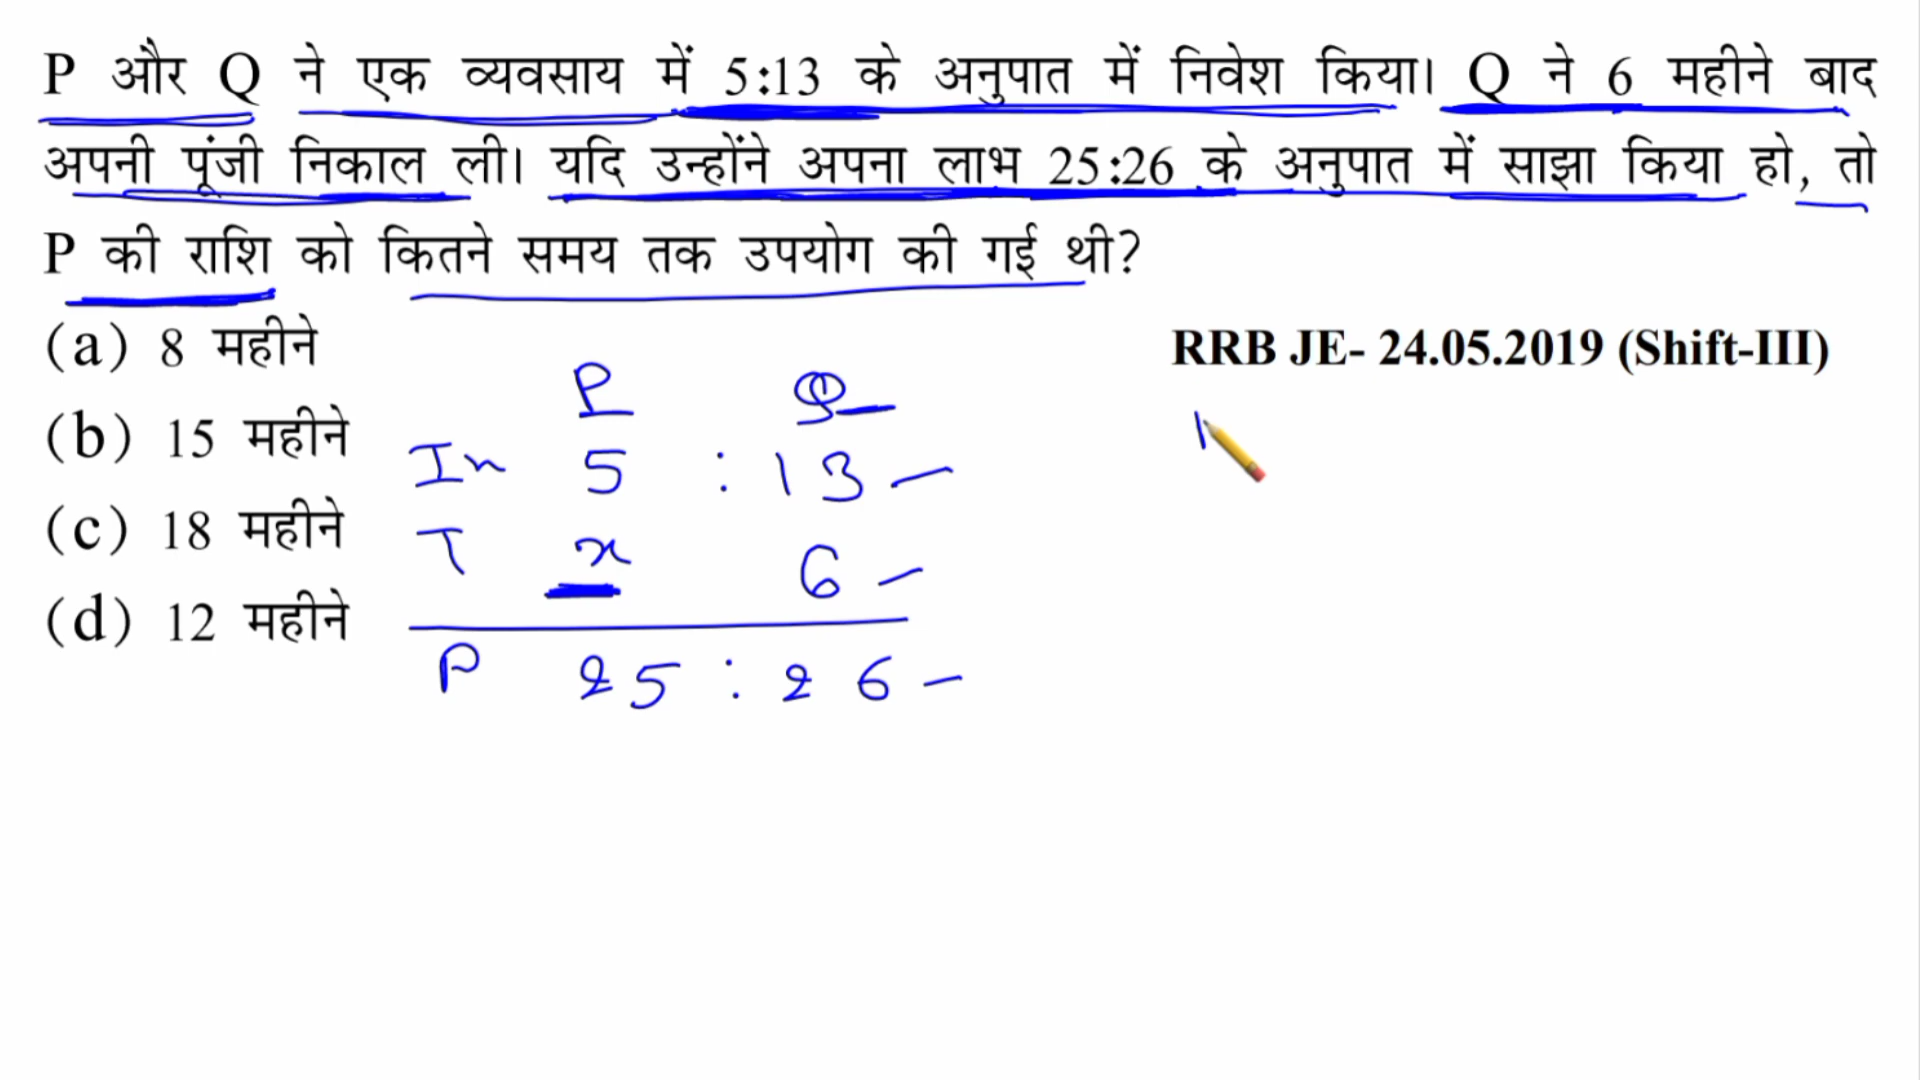 P और Q ने एक व्यवसाय में 5:13 के अनुपात में निवेश किया। Q ने 6 महीने बाद
अपनी पूंजी निकाल ली। यदि उन्होंने अपना लाभ 25:26 के अनुपात में साझा किया हो, तो
P की राशि को कितने समय तक उपयोग की गई थी?
(a) 8 महीने
RRB JE- 24.05.2019 (Shift-III)
(b) 15 महीने
(c) 18 महीने
(d) 12 महीने
P Q
In 5 : 13
T x 6
P 25 : 26